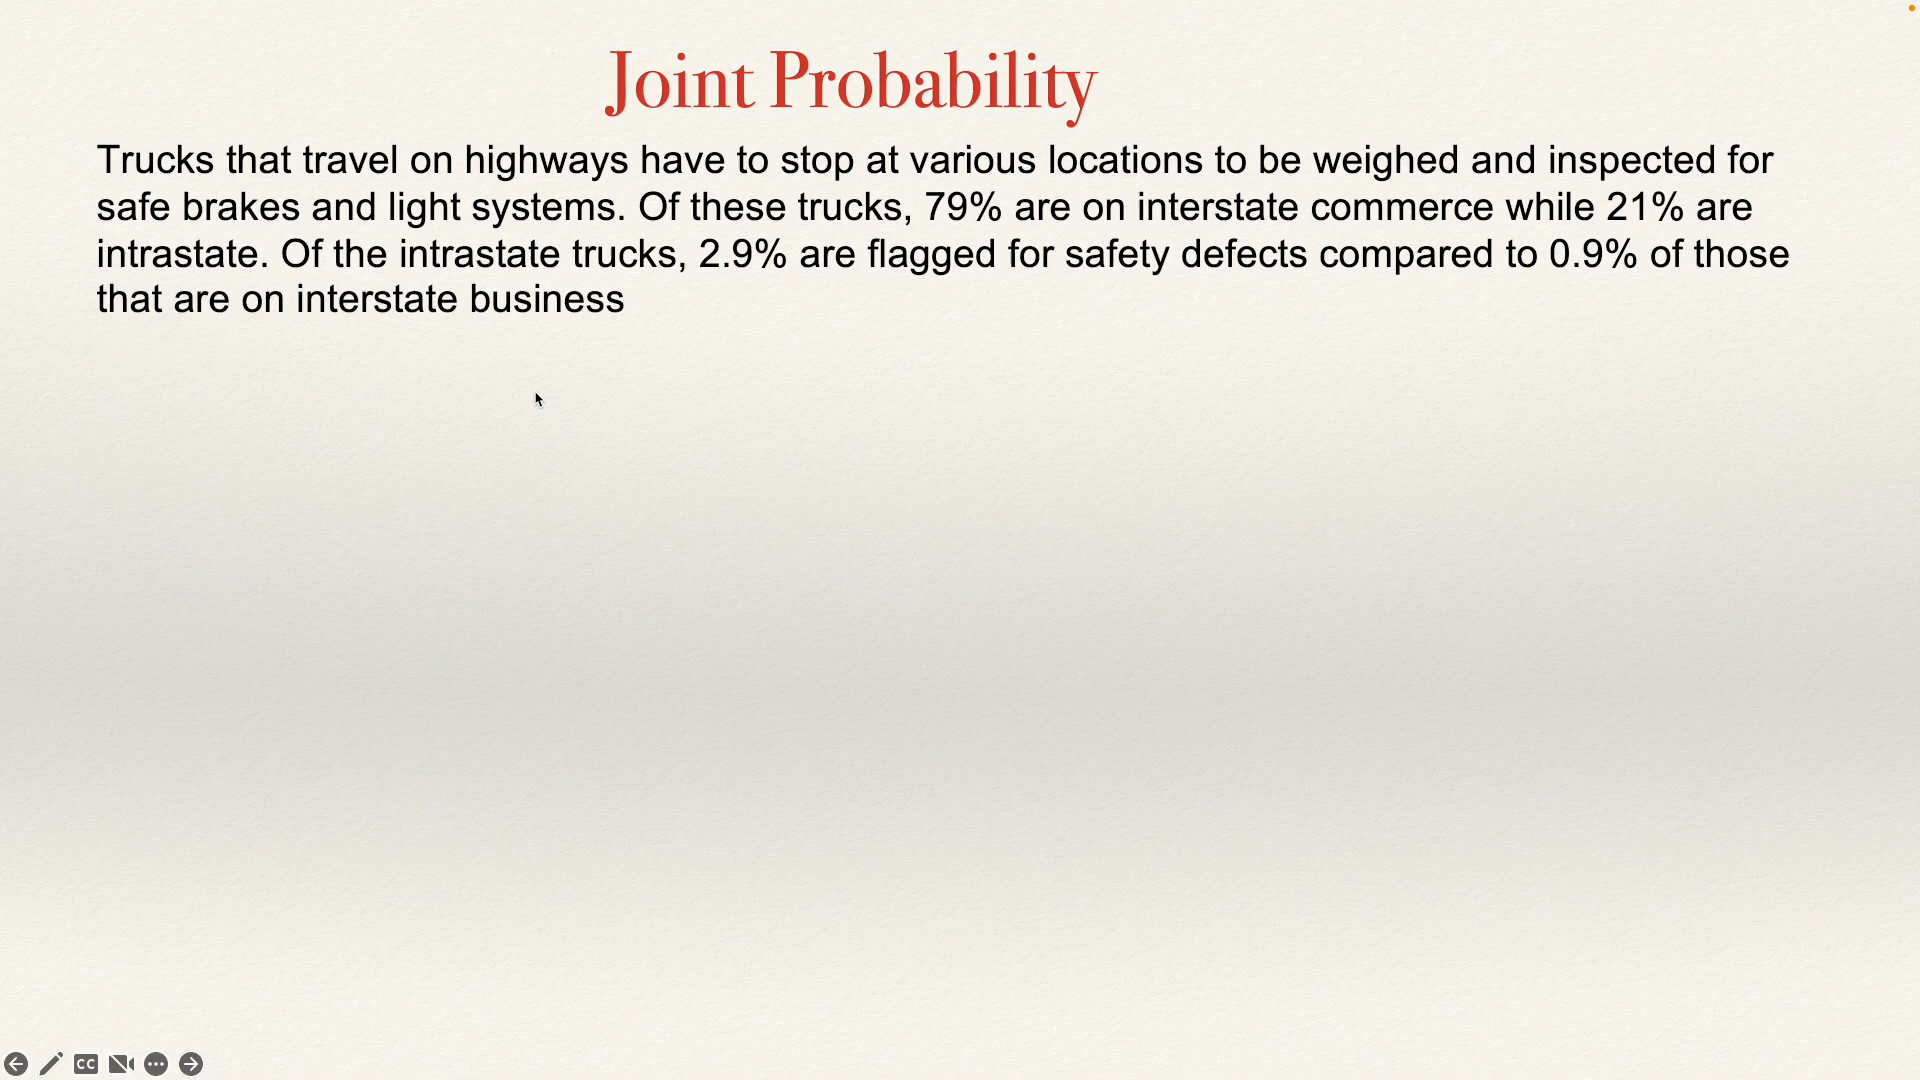 Joint Probability
Trucks that travel on highways have to stop at various locations to be weighed and inspected for
safe brakes and light systems. Of these trucks, 79% are on interstate commerce while 21% are
intrastate. Of the intrastate trucks, 2.9% are flagged for safety defects compared to 0.9% of those
that are on interstate business
CC